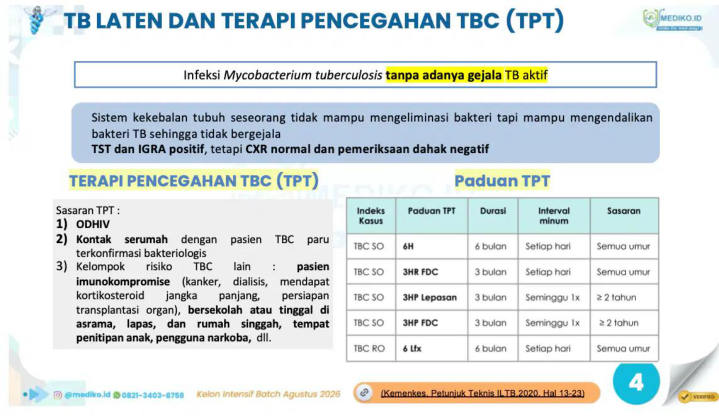 TB LATEN DAN TERAPI PENCEGAHAN TBC (TPT)
MEDIKO.ID
Infeksi Mycobacterium tuberculosis tanpa adanya gejala TB aktif
Sistem kekebalan tubuh seseorang tidak mampu mengeliminasi bakteri tapi mampu mengendalikan
bakteri TB sehingga tidak bergejala
TST dan IGRA positif, tetapi CXR normal dan pemeriksaan dahak negatif
TERAPI PENCEGAHAN TBC (TPT)
Sasaran TPT :
1) ODHIV
2) Kontak serumah dengan pasien TBC paru
terkonfirmasi bakteriologis
3) Kelompok risiko TBC lain : pasien
imunokompromise (kanker, dialisis, mendapat
kortikosteroid jangka panjang, persiapan
transplantasi organ), bersekolah atau tinggal di
asrama, lapas, dan rumah singgah, tempat
penitipan anak, pengguna narkoba, dll.
Paduan TPT
Indeks Kasus Paduan TPT Durasi Interval minum Sasaran
TBC SO 6H 6 bulan Setiap hari Semua umur
TBC SO 3HR FDC 3 bulan Setiap hari Semua umur
TBC SO 3HP Lepasan 3 bulan Seminggu 1x ≥ 2 tahun
TBC SO 3HP FDC 3 bulan Seminggu 1x ≥ 2 tahun
TBC RO 6 Lfx 6 bulan Setiap hari Semua umur
@mediko.id 0821-3403-8758 Kelon Intensif Batch Agustus 2026
(Kemenkes, Petunjuk Teknis ILTB 2020, Hal 13-23)
4
VERIFIED